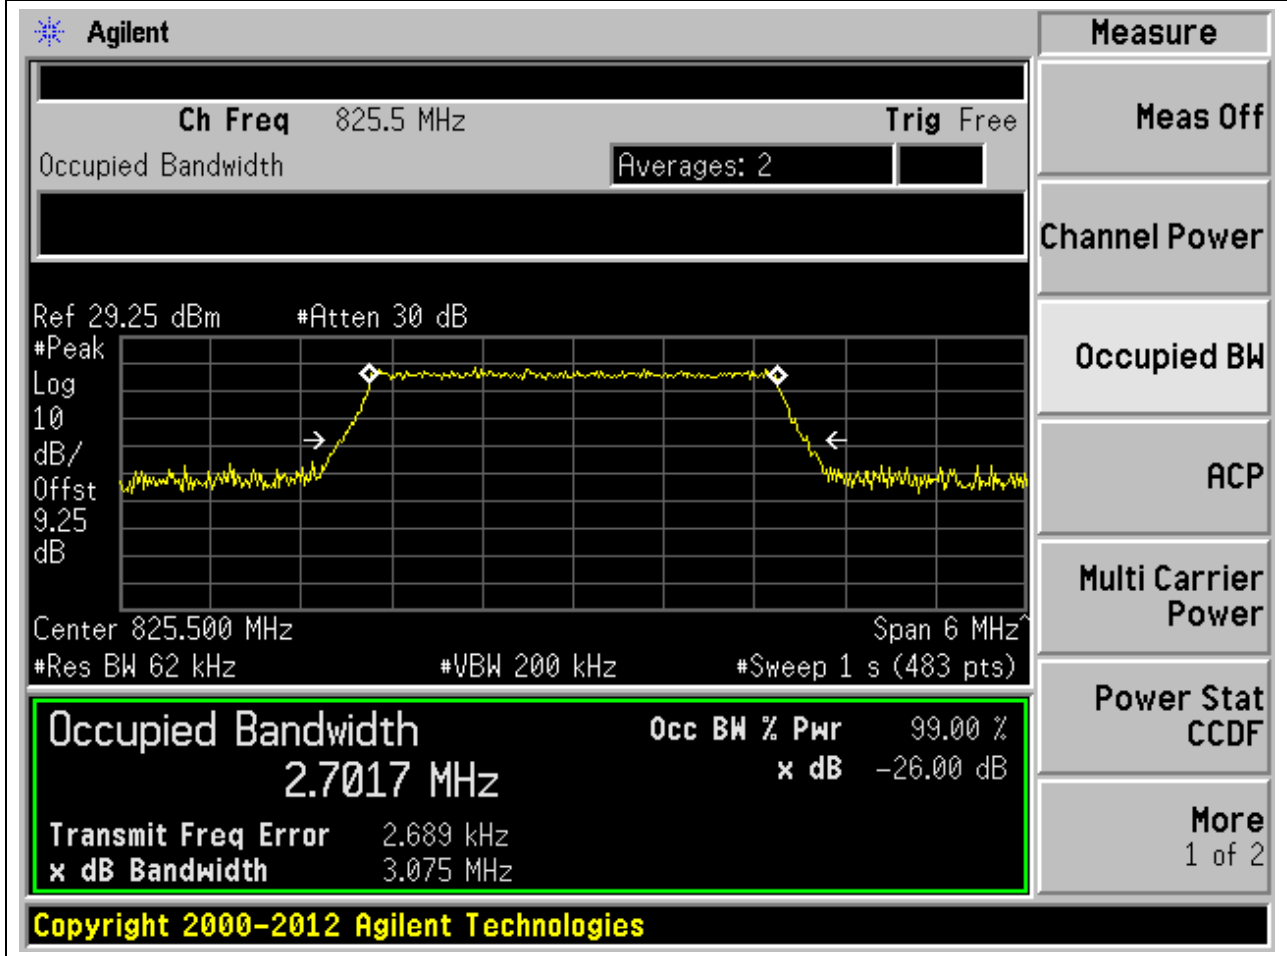 Agilent
Measure
Ch Freq 825.5 MHz Trig Free
Meas Off
Occupied Bandwidth Averages: 2
Channel Power
Ref 29.25 dBm #Atten 30 dB
#Peak
Log
10
dB/
Offst
9.25
dB
Occupied BW
ACP
Center 825.500 MHz Span 6 MHz^
#Res BW 62 kHz #VBW 200 kHz #Sweep 1 s (483 pts)
Multi Carrier
Power
Occupied Bandwidth Occ BW % Pwr 99.00 %
2.7017 MHz x dB -26.00 dB
Transmit Freq Error 2.689 kHz
x dB Bandwidth 3.075 MHz
Power Stat
CCDF
More
1 of 2
Copyright 2000-2012 Agilent Technologies